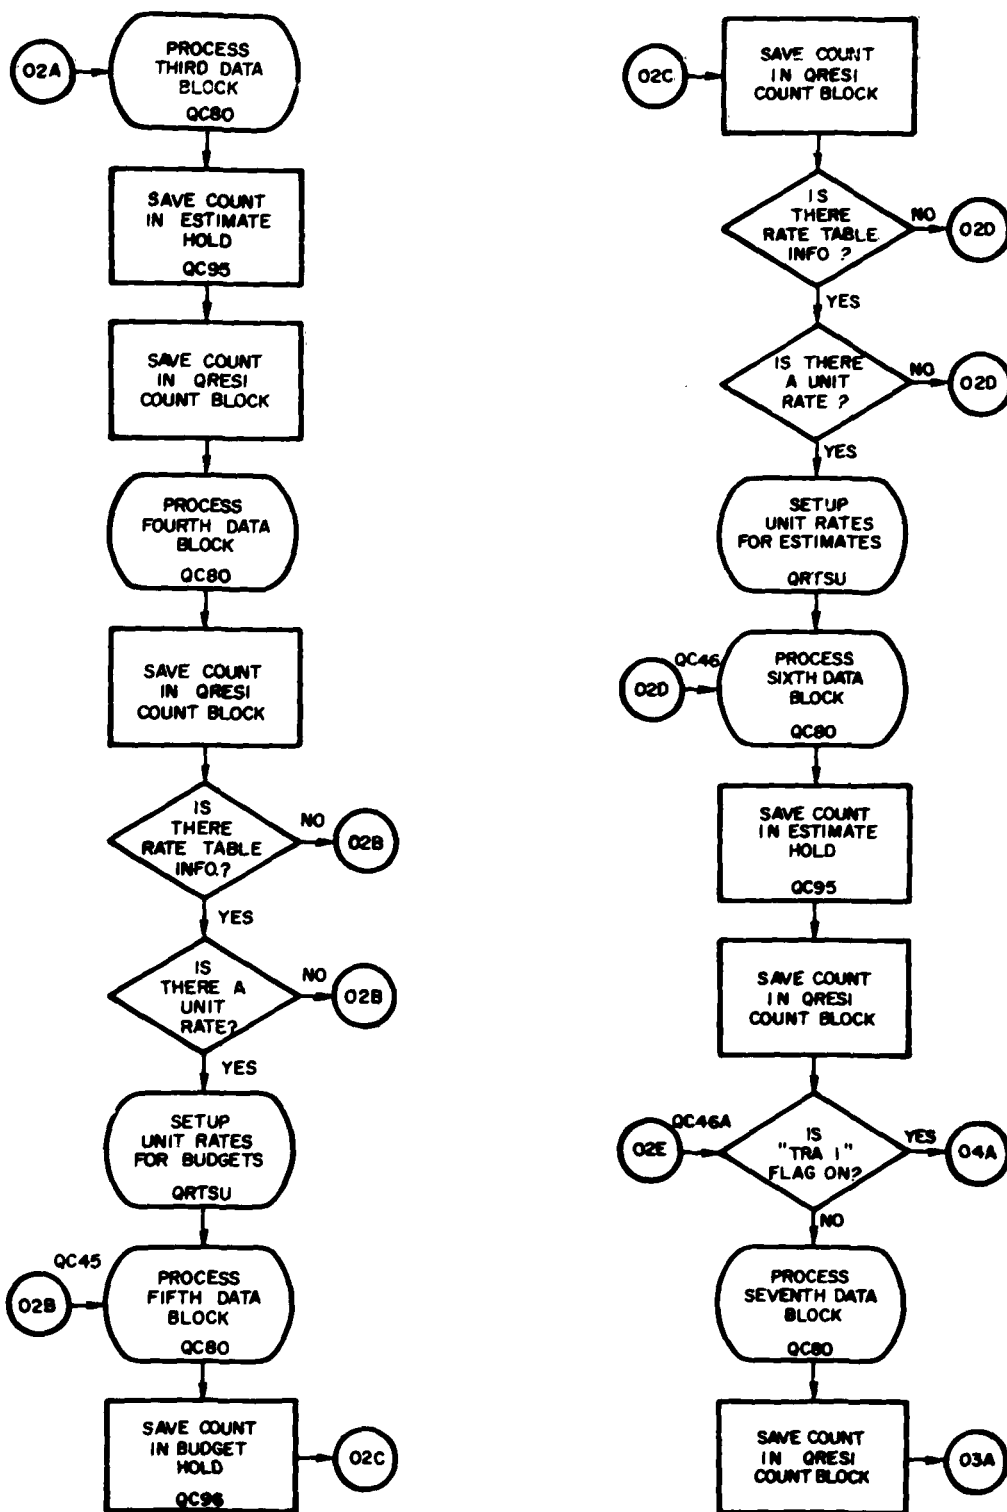 02A
PROCESS
THIRD DATA
BLOCK
QC80
SAVE COUNT
IN ESTIMATE
HOLD
QC95
SAVE COUNT
IN QRESI
COUNT BLOCK
PROCESS
FOURTH DATA
BLOCK
QC80
SAVE COUNT
IN QRESI
COUNT BLOCK
IS
THERE
RATE TABLE
INFO.?
NO
02B
YES
IS
THERE A
UNIT
RATE?
NO
02B
YES
SETUP
UNIT RATES
FOR BUDGETS
QRTSU
QC45
02B
PROCESS
FIFTH DATA
BLOCK
QC80
SAVE COUNT
IN BUDGET
HOLD
QC96
02C
02C
SAVE COUNT
IN QRESI
COUNT BLOCK
IS
THERE
RATE TABLE
INFO ?
NO
02D
YES
IS THERE
A UNIT
RATE ?
NO
02D
YES
SETUP
UNIT RATES
FOR ESTIMATES
QRTSU
QC46
02D
PROCESS
SIXTH DATA
BLOCK
QC80
SAVE COUNT
IN ESTIMATE
HOLD
QC95
SAVE COUNT
IN QRESI
COUNT BLOCK
QC46A
02E
IS
"TRA 1"
FLAG ON?
YES
04A
NO
PROCESS
SEVENTH DATA
BLOCK
QC80
SAVE COUNT
IN QRESI
COUNT BLOCK
03A